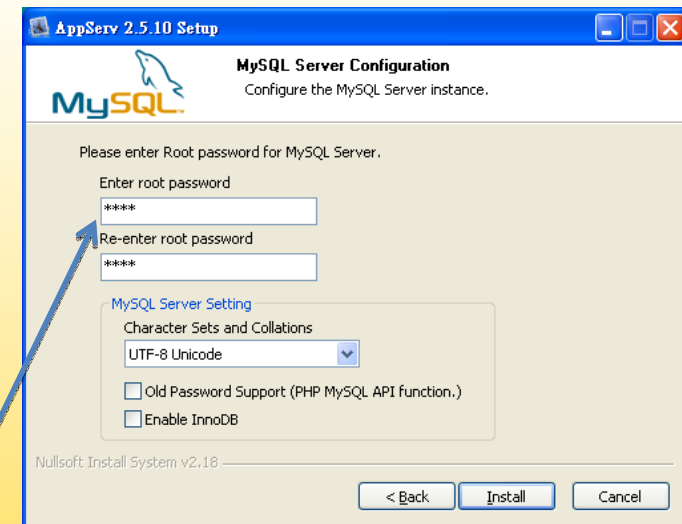 AppServ 2.5.10 Setup
MySQL Server Configuration
Configure the MySQL Server instance.
MySQL
Please enter Root password for MySQL Server.
Enter root password
****
Re-enter root password
****
MySQL Server Setting
Character Sets and Collations
UTF-8 Unicode
Old Password Support (PHP MySQL API function.)
Enable InnoDB
Nullsoft Install System v2.18
< Back
Install
Cancel